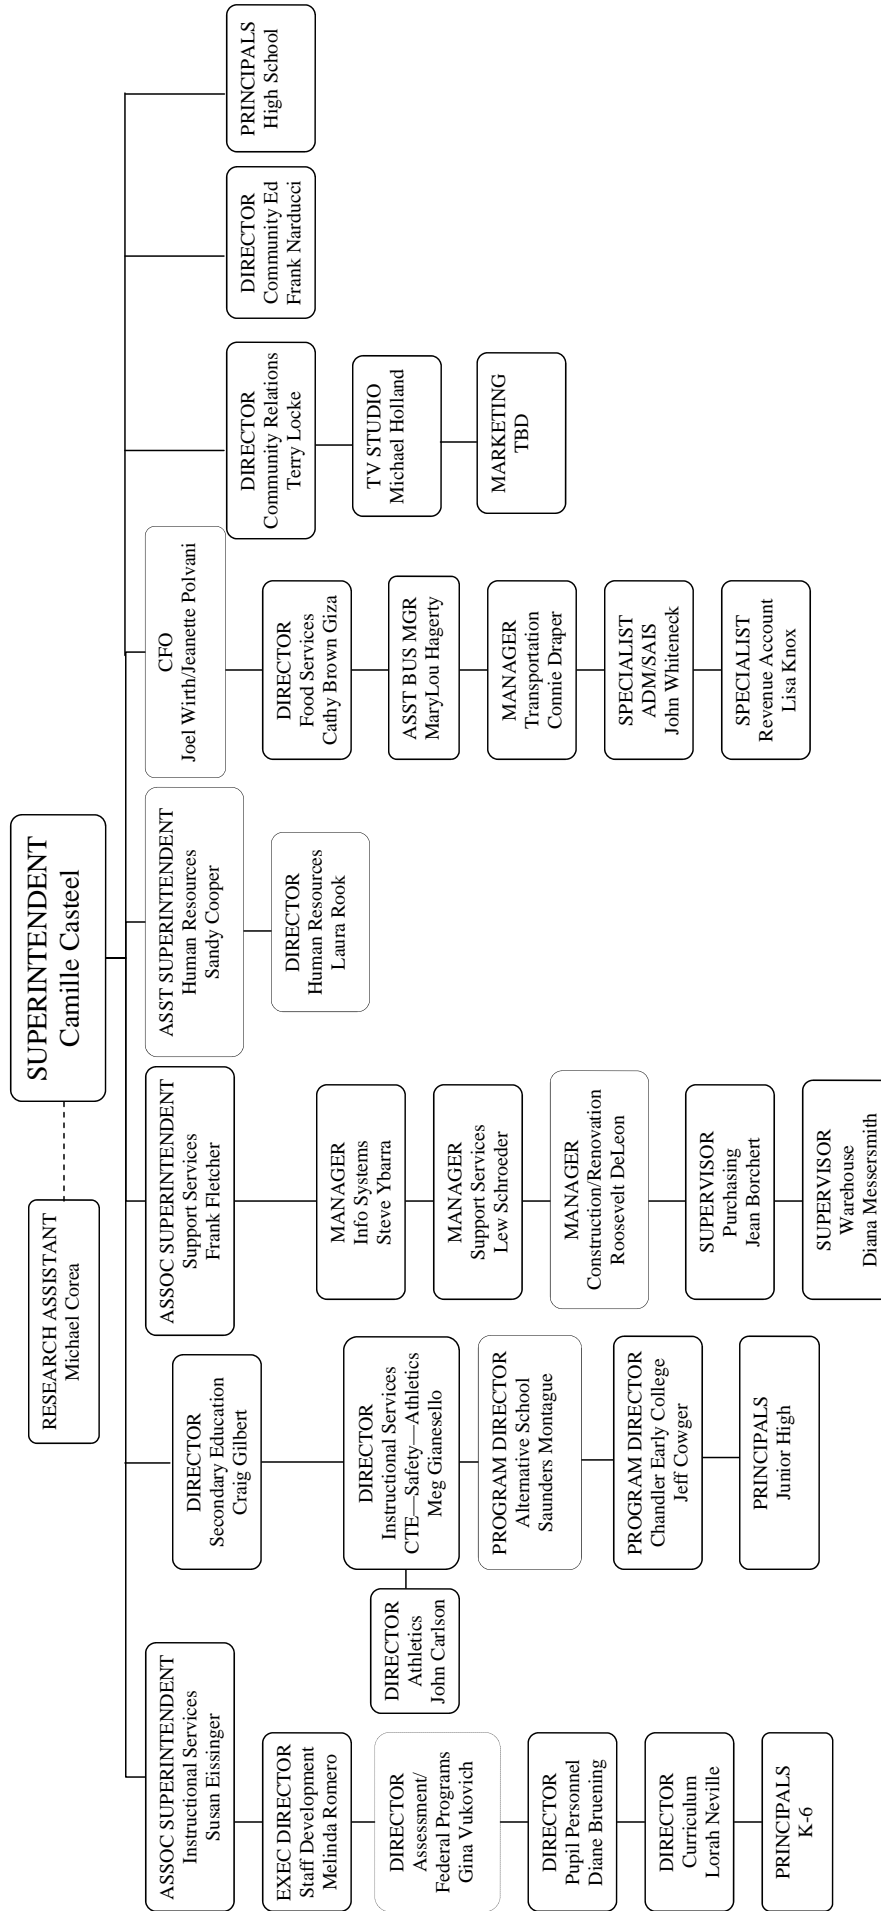 SUPERINTENDENT
Camille Casteel
RESEARCH ASSISTANT
Michael Corea
ASSOC SUPERINTENDENT
Instructional Services
Susan Eissinger
EXEC DIRECTOR
Staff Development
Melinda Romero
DIRECTOR
Assessment/
Federal Programs
Gina Vukovich
DIRECTOR
Pupil Personnel
Diane Bruening
DIRECTOR
Curriculum
Lorah Neville
PRINCIPALS
K-6
DIRECTOR
Secondary Education
Craig Gilbert
DIRECTOR
Instructional Services
CTE—Safety—Athletics
Meg Gianesello
DIRECTOR
Athletics
John Carlson
PROGRAM DIRECTOR
Alternative School
Saunders Montague
PROGRAM DIRECTOR
Chandler Early College
Jeff Cowger
PRINCIPALS
Junior High
ASSOC SUPERINTENDENT
Support Services
Frank Fletcher
MANAGER
Info Systems
Steve Ybarra
MANAGER
Support Services
Lew Schroeder
MANAGER
Construction/Renovation
Roosevelt DeLeon
SUPERVISOR
Purchasing
Jean Borchert
SUPERVISOR
Warehouse
Diana Messersmith
ASST SUPERINTENDENT
Human Resources
Sandy Cooper
DIRECTOR
Human Resources
Laura Rook
CFO
Joel Wirth/Jeanette Polvani
DIRECTOR
Food Services
Cathy Brown Giza
ASST BUS MGR
MaryLou Hagerty
MANAGER
Transportation
Connie Draper
SPECIALIST
ADM/SAIS
John Whiteneck
SPECIALIST
Revenue Account
Lisa Knox
DIRECTOR
Community Relations
Terry Locke
TV STUDIO
Michael Holland
MARKETING
TBD
DIRECTOR
Community Ed
Frank Narducci
PRINCIPALS
High School